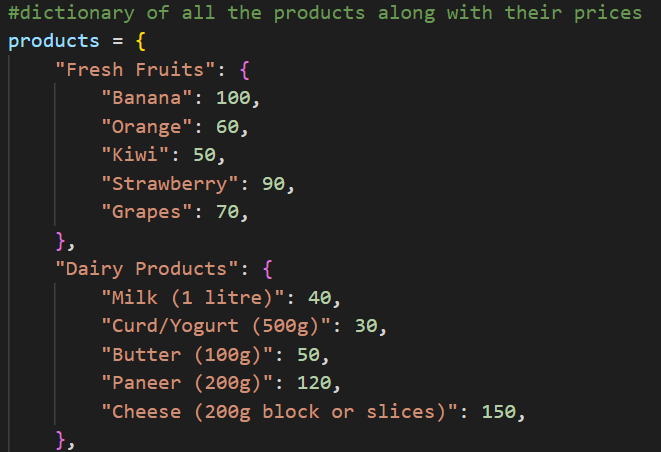 #dictionary of all the products along with their prices
products = {
    "Fresh Fruits": {
        "Banana": 100,
        "Orange": 60,
        "Kiwi": 50,
        "Strawberry": 90,
        "Grapes": 70,
    },
    "Dairy Products": {
        "Milk (1 litre)": 40,
        "Curd/Yogurt (500g)": 30,
        "Butter (100g)": 50,
        "Paneer (200g)": 120,
        "Cheese (200g block or slices)": 150,
    },